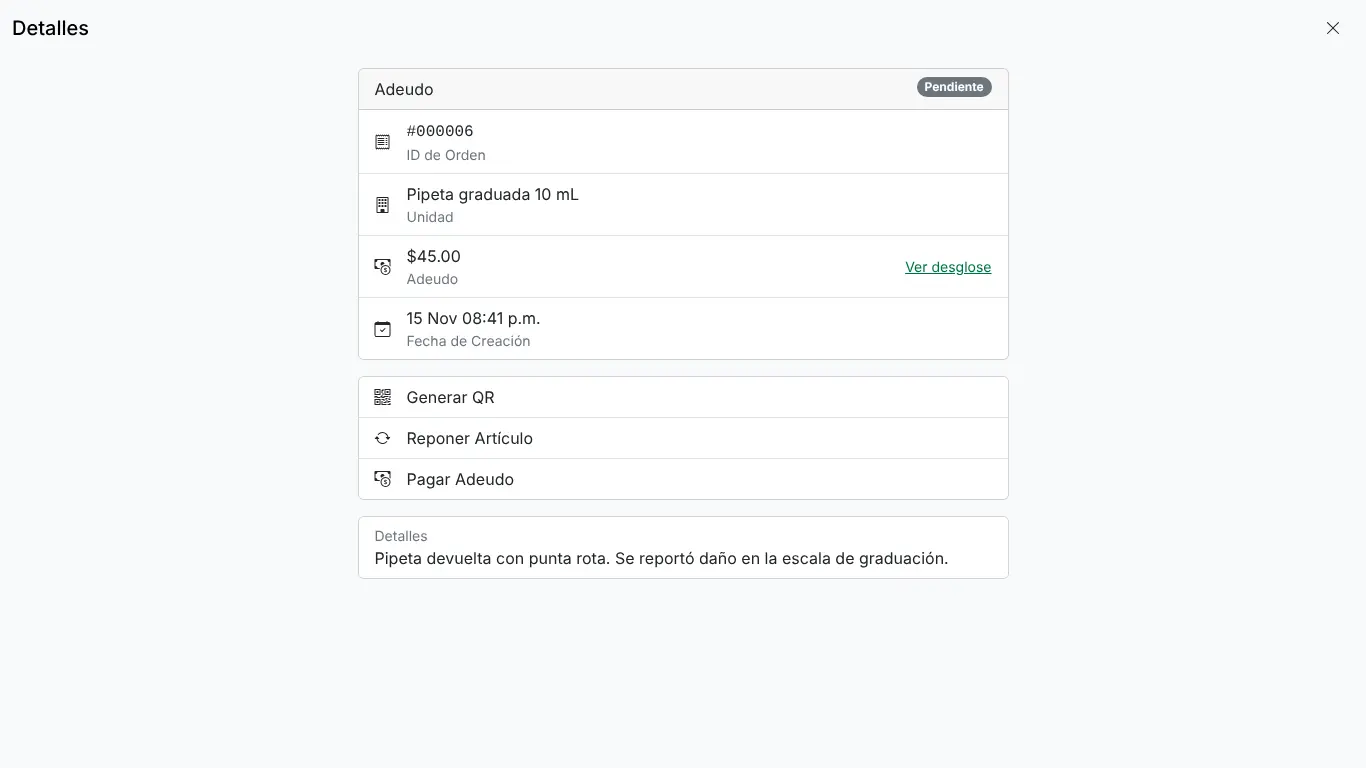 Detalles
Adeudo
Pendiente
#000006
ID de Orden
Pipeta graduada 10 mL
Unidad
$45.00
Adeudo
Ver desglose
15 Nov 08:41 p.m.
Fecha de Creación
Generar QR
Reponer Artículo
Pagar Adeudo
Detalles
Pipeta devuelta con punta rota. Se reportó daño en la escala de graduación.